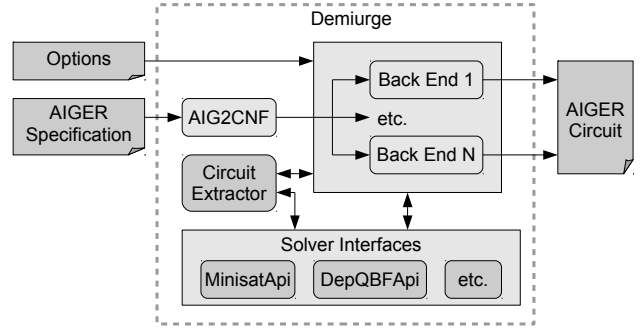 Demiurge
Options
Back End 1
AIGER
Specification
AIG2CNF
etc.
AIGER
Circuit
Back End N
Circuit
Extractor
Solver Interfaces
MinisatApi
DepQBFApi
etc.